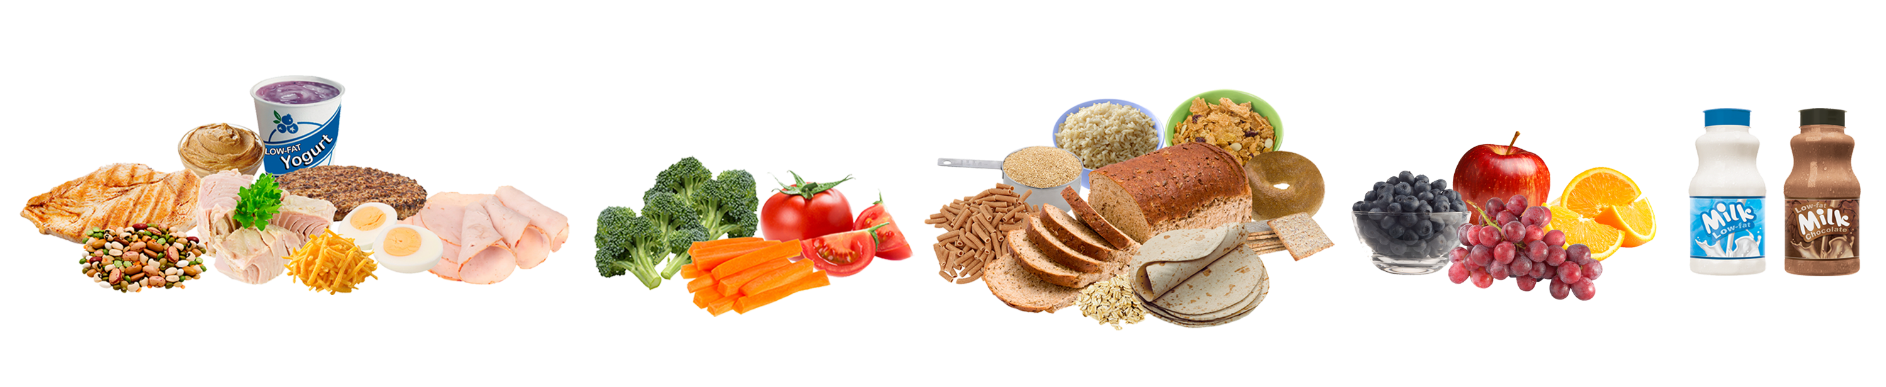 LOW-FAT
Yogurt
Milk
Low-fat
Low-fat
Milk
Chocolate